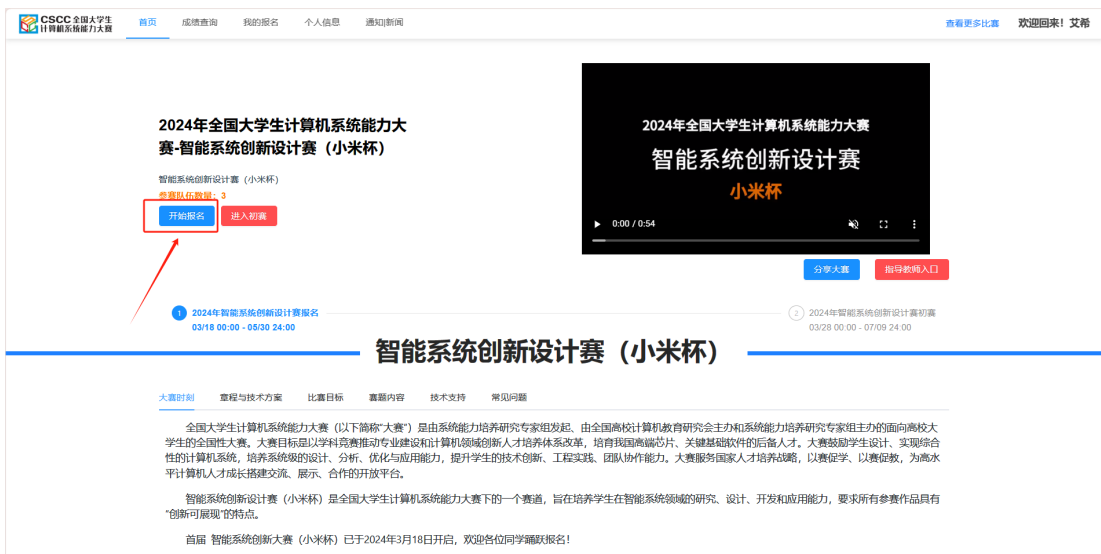 CSCC 全国大学生
计算机系统能力大赛
首页 成绩查询 我的报名 个人信息 通知|新闻 查看更多比赛 欢迎回来！艾希
2024年全国大学生计算机系统能力大
赛-智能系统创新设计赛（小米杯）
智能系统创新设计赛（小米杯）
参赛队伍数量：3
开始报名 进入初赛
2024年全国大学生计算机系统能力大赛
智能系统创新设计赛
小米杯
0:00 / 0:54
分享大赛 指导教师入口
1 2024年智能系统创新设计赛报名
03/18 00:00 - 05/30 24:00
2 2024年智能系统创新设计赛初赛
03/28 00:00 - 07/09 24:00
智能系统创新设计赛（小米杯）
大赛时刻 章程与技术方案 比赛目标 赛题内容 技术支持 常见问题
全国大学生计算机系统能力大赛（以下简称“大赛”）是由系统能力培养研究专家组发起、由全国高校计算机教育研究会主办和系统能力培养研究专家组主办的面向高校大
学生的全国性大赛。大赛目标是以学科竞赛推动专业建设和计算机领域创新人才培养体系改革，培育我国高端芯片、关键基础软件的后备人才。大赛鼓励学生设计、实现综合
性的计算机系统，培养系统级的设计、分析、优化与应用能力，提升学生的技术创新、工程实践、团队协作能力。大赛服务国家人才培养战略，以赛促学、以赛促教，为高水
平计算机人才成长搭建交流、展示、合作的开放平台。
智能系统创新设计赛（小米杯）是全国大学生计算机系统能力大赛下的一个赛道，旨在培养学生在智能系统领域的研究、设计、开发和应用能力，要求所有参赛作品具有
“创新可展现”的特点。
首届 智能系统创新大赛（小米杯）已于2024年3月18日开启，欢迎各位同学踊跃报名！